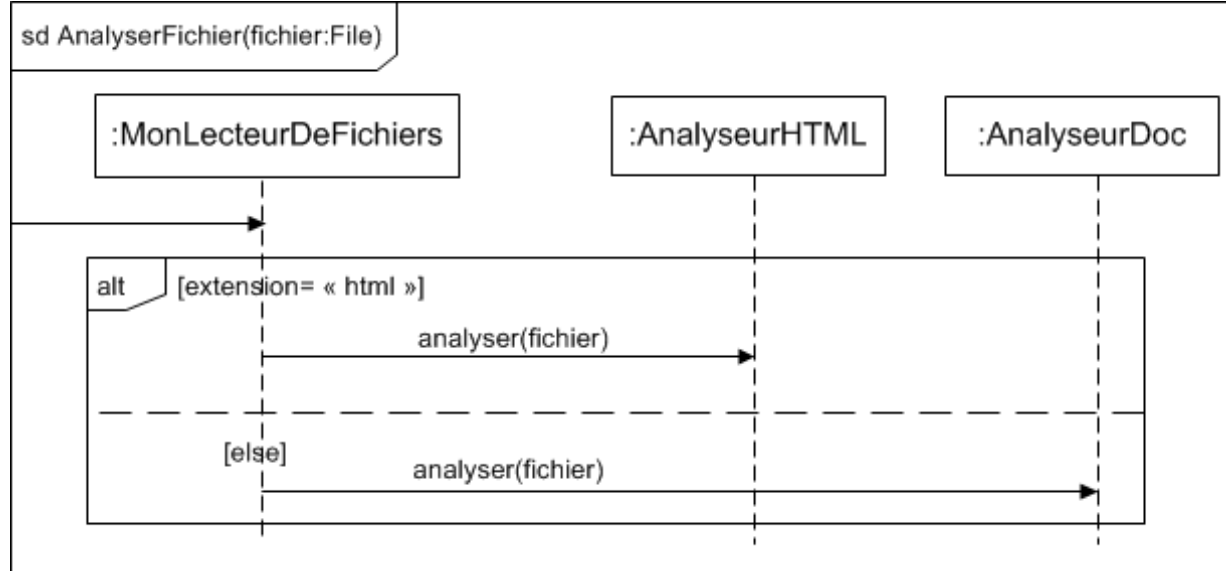 sd AnalyserFichier(fichier:File)
:MonLecteurDeFichiers
:AnalyseurHTML
:AnalyseurDoc
alt
[extension= « html »]
analyser(fichier)
[else]
analyser(fichier)